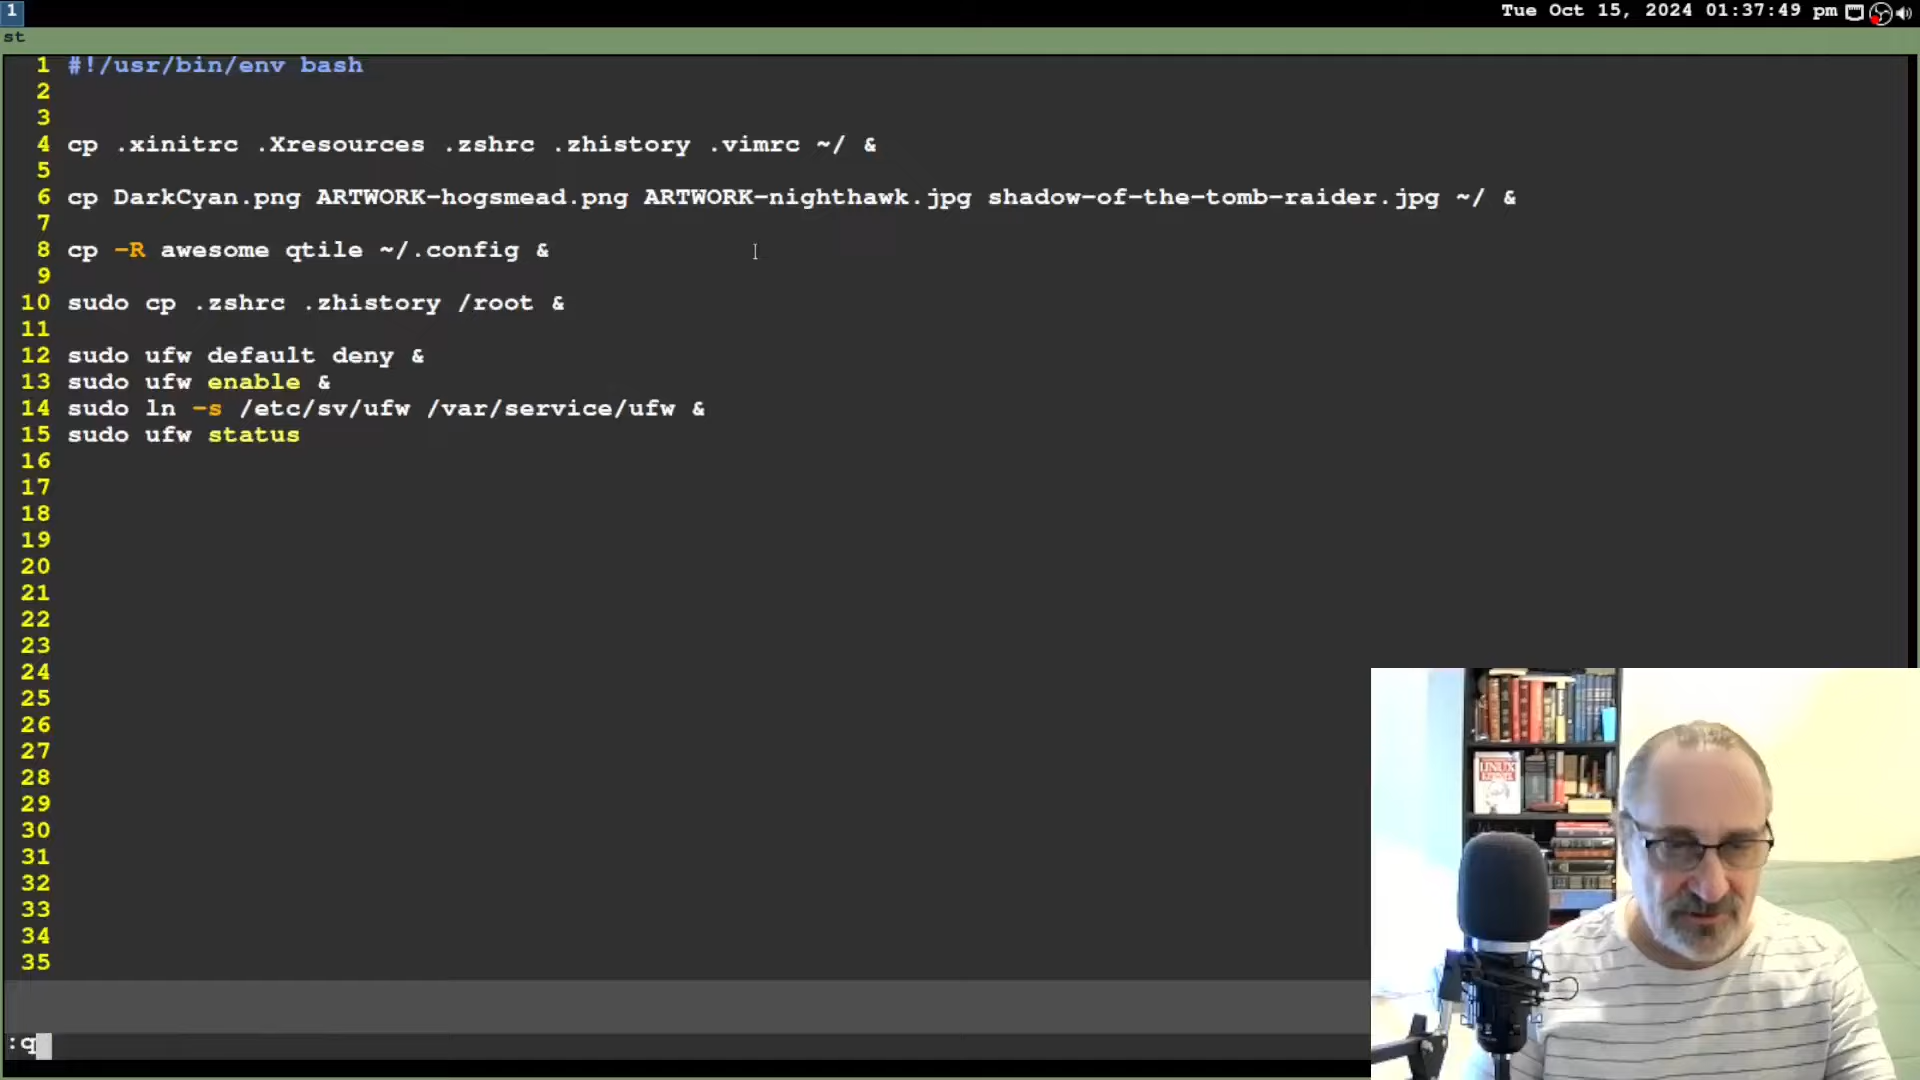 1
Tue Oct 15, 2024 01:37:49 pm
st
1 #!/usr/bin/env bash
2
3
4 cp .xinitrc .Xresources .zshrc .zhistory .vimrc ~/ &
5
6 cp DarkCyan.png ARTWORK-hogsmead.png ARTWORK-nighthawk.jpg shadow-of-the-tomb-raider.jpg ~/ &
7
8 cp -R awesome qtile ~/.config &
9
10 sudo cp .zshrc .zhistory /root &
11
12 sudo ufw default deny &
13 sudo ufw enable &
14 sudo ln -s /etc/sv/ufw /var/service/ufw &
15 sudo ufw status
16
17
18
19
20
21
22
23
24
25
26
27
28
29
30
31
32
33
34
35
LINUX
:q